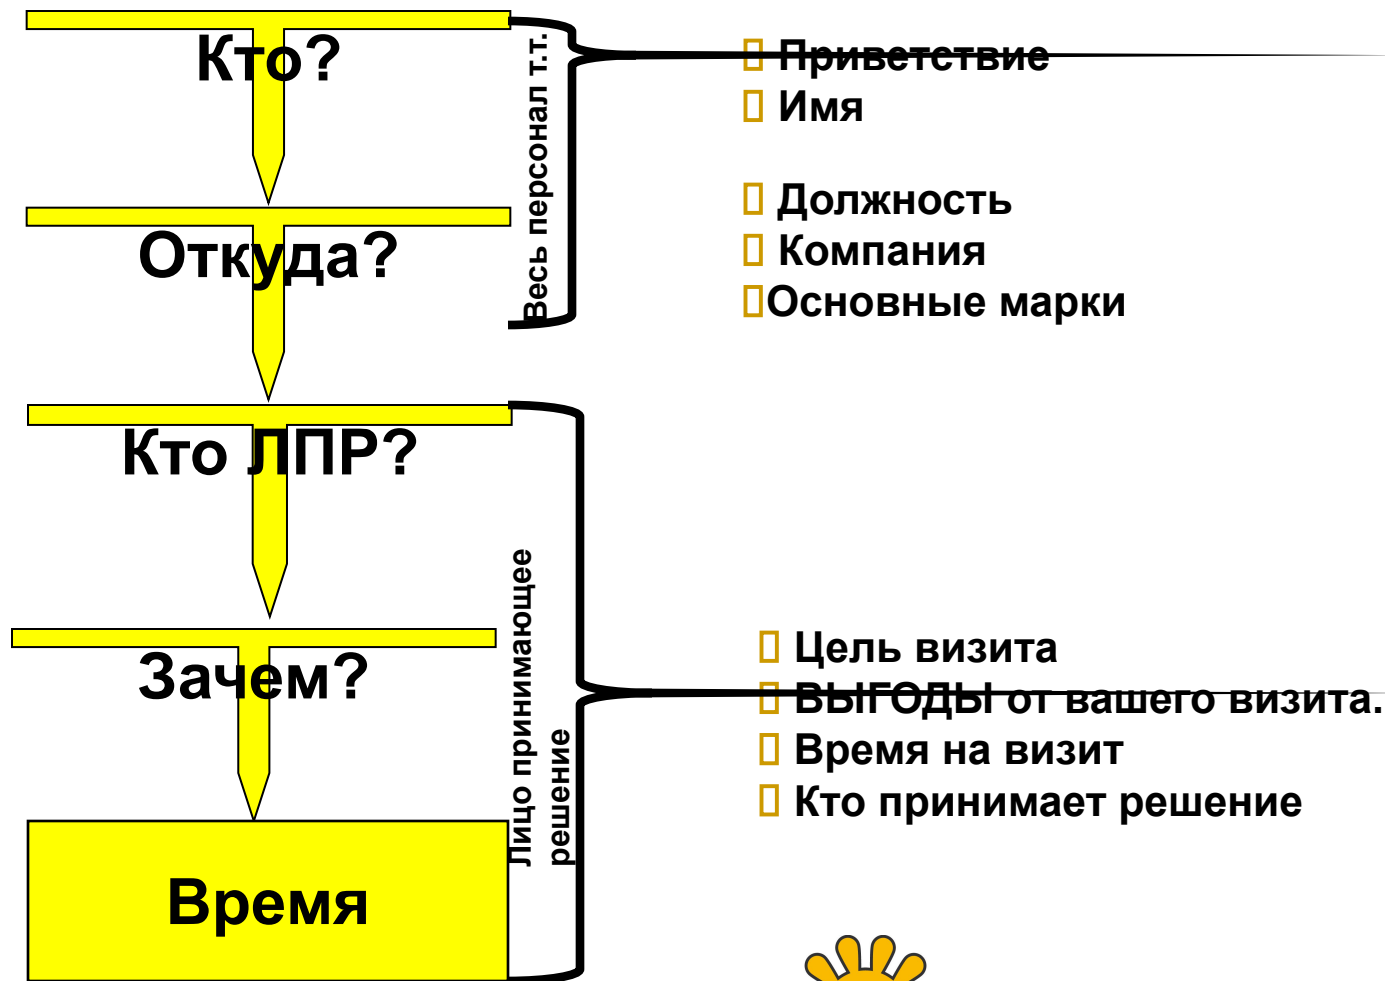 Кто?
Откуда?
Кто ЛПР?
Зачем?
Время
Весь персонал т.т.
Лицо принимающее
решение
Приветствие
Имя
Должность
Компания
Основные марки
Цель визита
ВЫГОДЫ от вашего визита.
Время на визит
Кто принимает решение